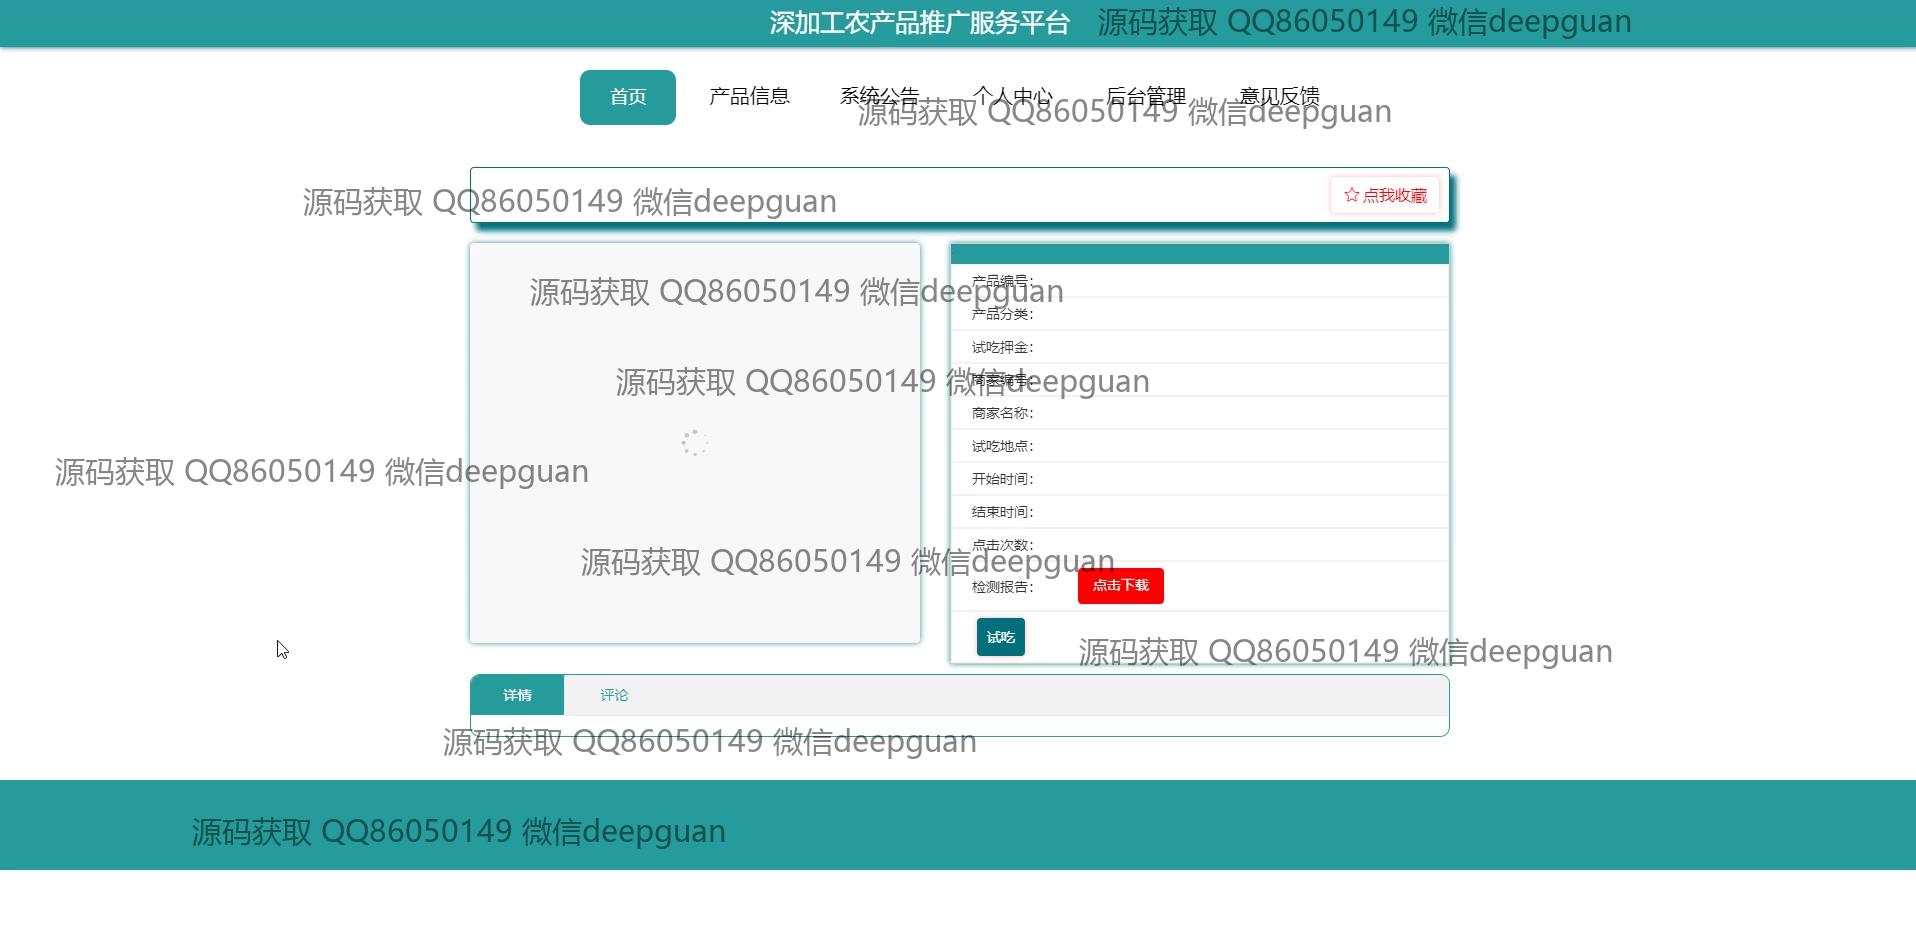 深加工农产品推广服务平台 源码获取 QQ86050149 微信deepguan
首页 产品信息 系统公告 个人中心 后台管理 意见反馈
源码获取 QQ86050149 微信deepguan
源码获取 QQ86050149 微信deepguan
☆ 点我收藏
产品编号:
源码获取 QQ86050149 微信deepguan
产品分类:
试吃押金:
商家编号:
源码获取 QQ86050149 微信deepguan
商家名称:
试吃地点:
源码获取 QQ86050149 微信deepguan
开始时间:
结束时间:
点击次数:
源码获取 QQ86050149 微信deepguan
检测报告: 点击下载
试吃
源码获取 QQ86050149 微信deepguan
详情 评论
源码获取 QQ86050149 微信deepguan
源码获取 QQ86050149 微信deepguan